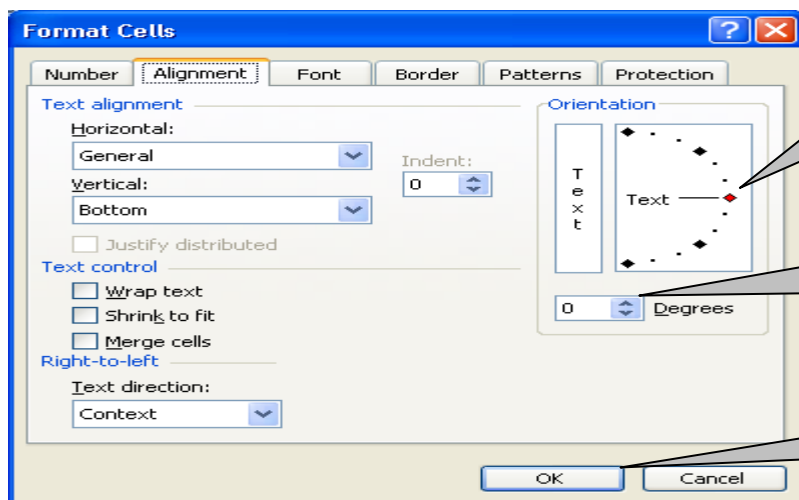 Format Cells
Number Alignment Font Border Patterns Protection
Text alignment
Horizontal:
General
Indent:
0
Vertical:
Bottom
Justify distributed
Text control
Wrap text
Shrink to fit
Merge cells
Right-to-left
Text direction:
Context
Orientation
Text
Text
0 Degrees
OK Cancel